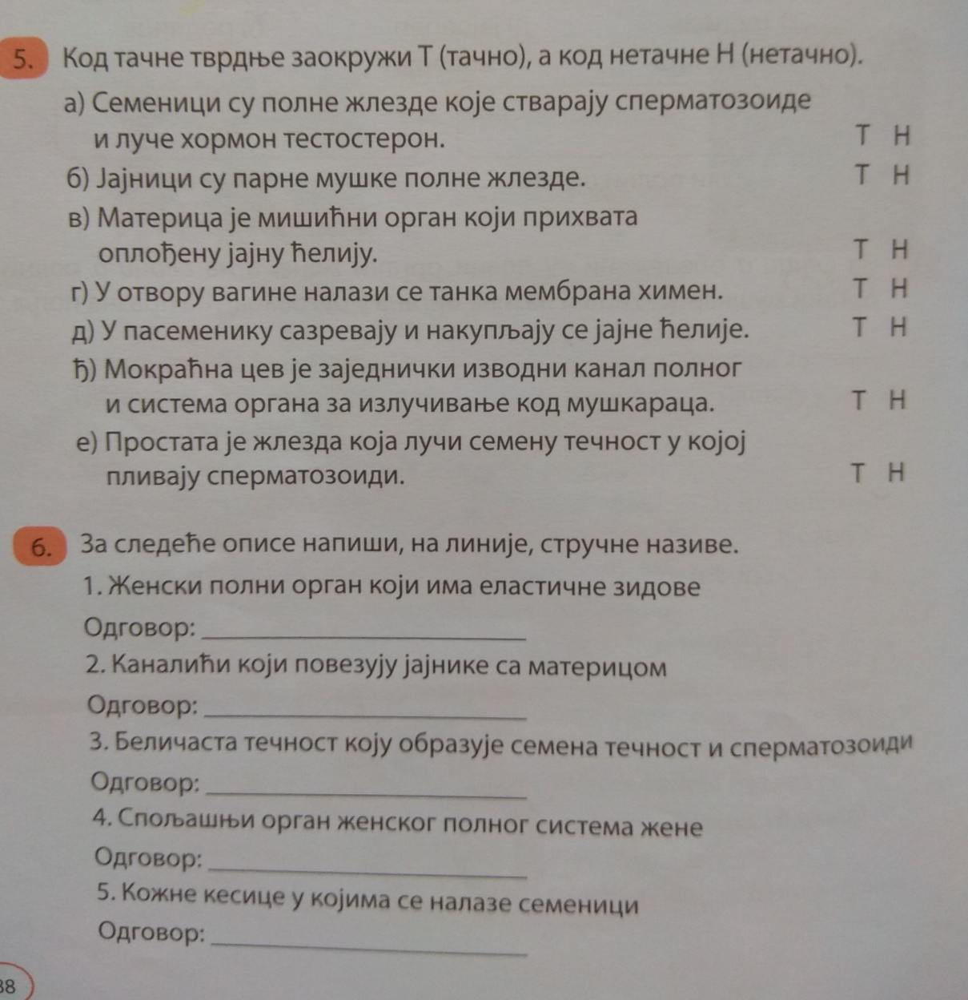 5. Код тачне тврдње заокружи Т (тачно), а код нетачне Н (нетачно).
а) Семеници су полне жлезде које стварају сперматозоиде
и луче хормон тестостерон. Т Н
б) Јајници су парне мушке полне жлезде. Т Н
в) Материца је мишићни орган који прихвата
оплођену јајну ћелију. Т Н
г) У отвору вагине налази се танка мембрана химен. Т Н
д) У пасеменику сазревају и накупљају се јајне ћелије. Т Н
ђ) Мокраћна цев је заједнички изводни канал полног
и система органа за излучивање код мушкараца. Т Н
е) Простата је жлезда која лучи семену течност у којој
пливају сперматозоиди. Т Н
6. За следеће описе напиши, на линије, стручне називе.
1. Женски полни орган који има еластичне зидове
Одговор:
2. Каналићи који повезују јајнике са материцом
Одговор:
3. Беличаста течност коју образује семена течност и сперматозоиди
Одговор:
4. Спољашњи орган женског полног система жене
Одговор:
5. Кожне кесице у којима се налазе семеници
Одговор:
38